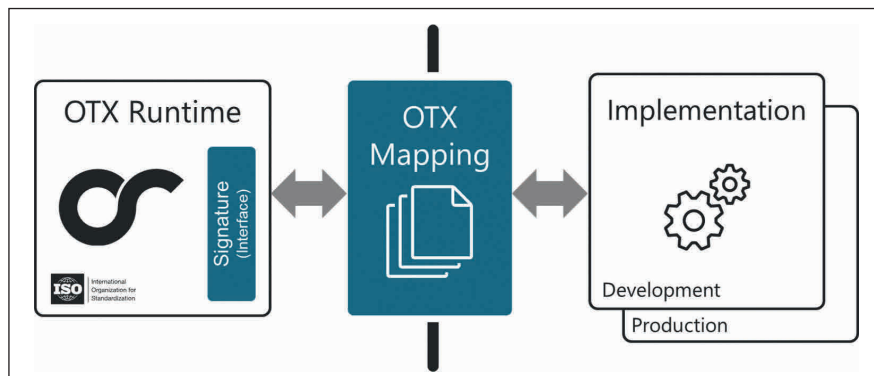 OTX Runtime
Signature
(Interface)
ISO
International
Organization for
Standardization
OTX
Mapping
Implementation
Development
Production